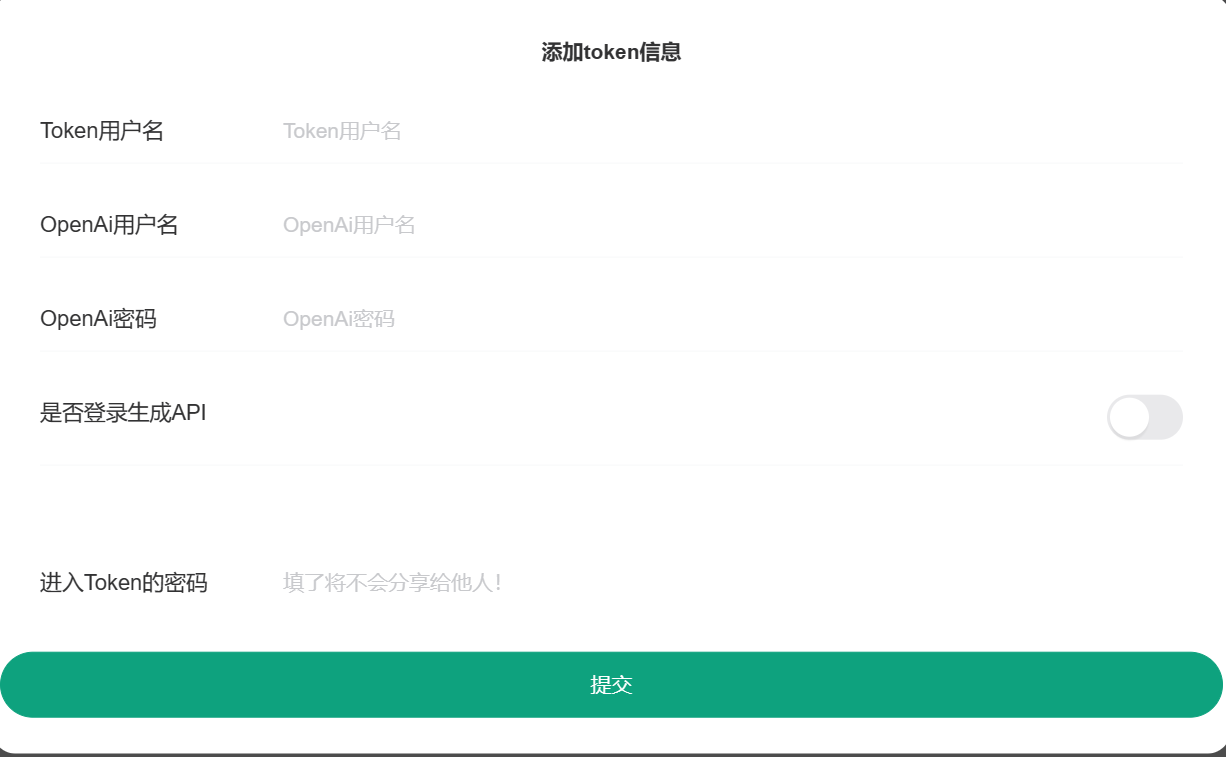 添加token信息
Token用户名 Token用户名
OpenAi用户名 OpenAi用户名
OpenAi密码 OpenAi密码
是否登录生成API
进入Token的密码 填了将不会分享给他人!
提交